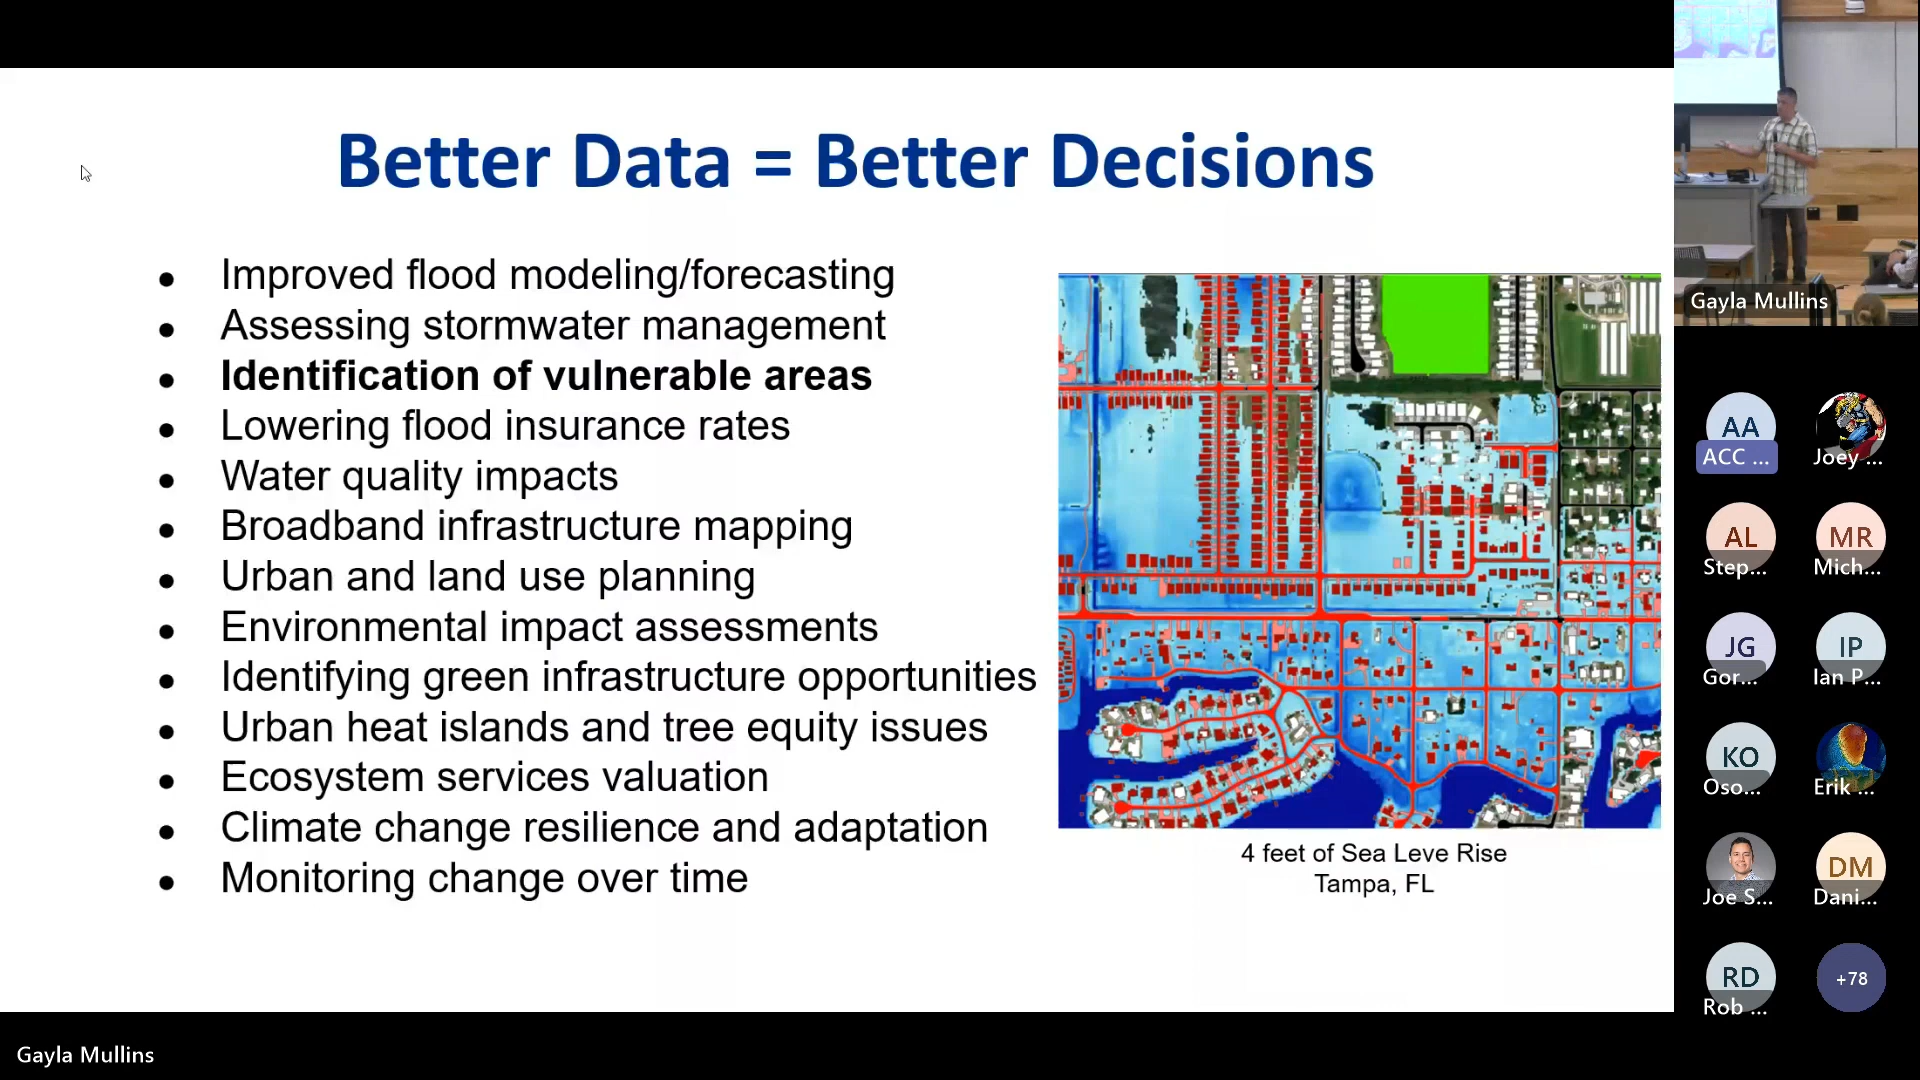 Better Data = Better Decisions
● Improved flood modeling/forecasting
● Assessing stormwater management
● Identification of vulnerable areas
● Lowering flood insurance rates
● Water quality impacts
● Broadband infrastructure mapping
● Urban and land use planning
● Environmental impact assessments
● Identifying green infrastructure opportunities
● Urban heat islands and tree equity issues
● Ecosystem services valuation
● Climate change resilience and adaptation
● Monitoring change over time
4 feet of Sea Leve Rise
Tampa, FL
Gayla Mullins
AA
ACC ...
Joey ...
AL
Step...
MR
Mich...
JG
Gor...
IP
Ian P...
KO
Oso...
Erik ...
Joe S...
DM
Dani...
RD
Rob ...
+78
Gayla Mullins